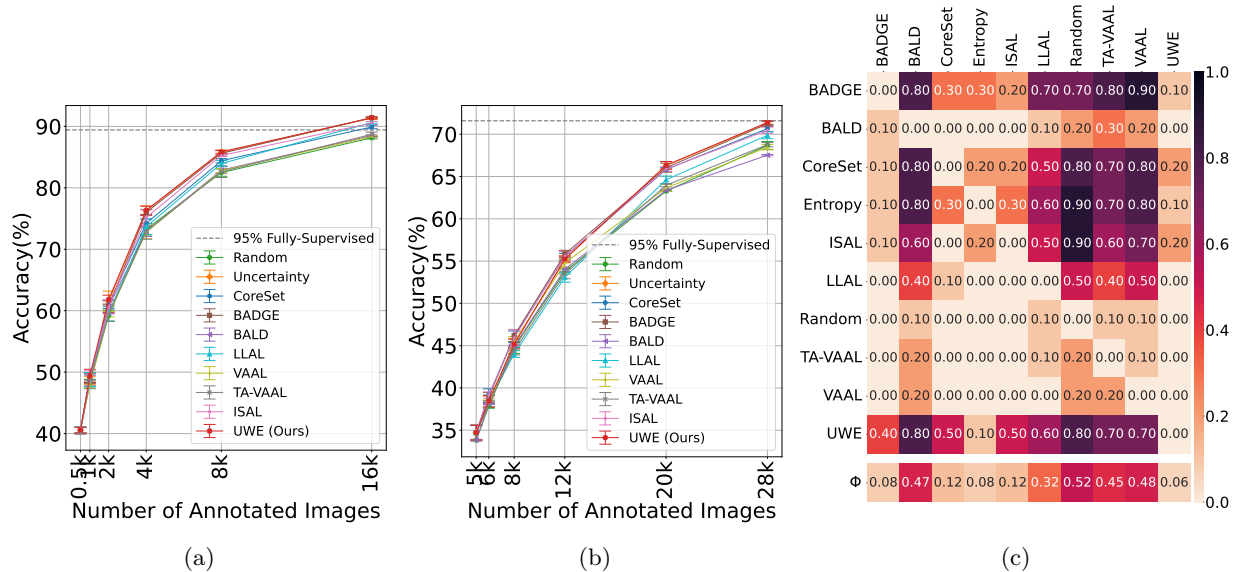 90
80
70
60
50
40
Accuracy(%)
95% Fully-Supervised
Random
Uncertainty
CoreSet
BADGE
BALD
LLAL
VAAL
TA-VAAL
ISAL
UWE (Ours)
0.5k 1k 2k 4k 8k 16k
Number of Annotated Images
(a)
70
65
60
55
50
45
40
35
Accuracy(%)
95% Fully-Supervised
Random
Uncertainty
CoreSet
BADGE
BALD
LLAL
VAAL
TA-VAAL
ISAL
UWE (Ours)
5k 6k 8k 12k 20k 28k
Number of Annotated Images
(b)
BADGE BALD CoreSet Entropy ISAL LLAL Random TA-VAAL VAAL UWE
BADGE 0.00 0.80 0.30 0.30 0.20 0.70 0.70 0.80 0.90 0.10
BALD 0.10 0.00 0.00 0.00 0.00 0.10 0.20 0.30 0.20 0.00
CoreSet 0.10 0.80 0.00 0.20 0.20 0.50 0.80 0.70 0.80 0.20
Entropy 0.10 0.80 0.30 0.00 0.30 0.60 0.90 0.70 0.80 0.10
ISAL 0.10 0.60 0.00 0.20 0.00 0.50 0.90 0.60 0.70 0.20
LLAL 0.00 0.40 0.10 0.00 0.00 0.00 0.50 0.40 0.50 0.00
Random 0.00 0.10 0.00 0.00 0.00 0.10 0.00 0.10 0.10 0.00
TA-VAAL 0.00 0.20 0.00 0.00 0.00 0.10 0.20 0.00 0.10 0.00
VAAL 0.00 0.20 0.00 0.00 0.00 0.00 0.20 0.20 0.00 0.00
UWE 0.40 0.80 0.50 0.10 0.50 0.60 0.80 0.70 0.70 0.00
Φ 0.08 0.47 0.12 0.08 0.12 0.32 0.52 0.45 0.48 0.06
1.0
0.8
0.6
0.4
0.2
0.0
(c)